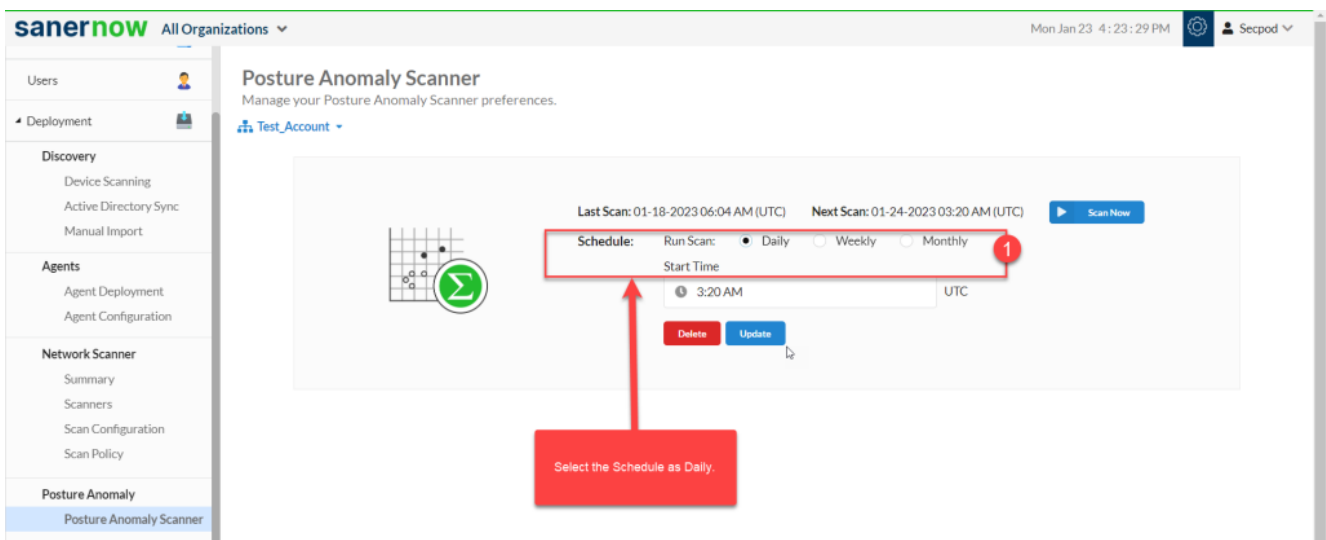 sanernow All Organizations
Mon Jan 23 4:23:29 PM
Secpod
Users
Deployment
Discovery
Device Scanning
Active Directory Sync
Manual Import
Agents
Agent Deployment
Agent Configuration
Network Scanner
Summary
Scanners
Scan Configuration
Scan Policy
Posture Anomaly
Posture Anomaly Scanner
Posture Anomaly Scanner
Manage your Posture Anomaly Scanner preferences.
Test_Account
Last Scan: 01-18-2023 06:04 AM (UTC) Next Scan: 01-24-2023 03:20 AM (UTC) Scan Now
Schedule: Run Scan: Daily Weekly Monthly
1
Start Time
3:20 AM UTC
Delete Update
Σ
Select the Schedule as Daily.